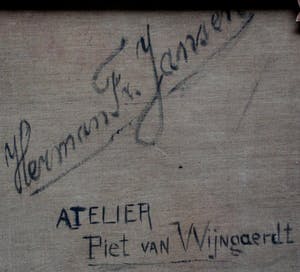 Herman Fr. Jansen
ATELIER
Piet van Wijngaerdt